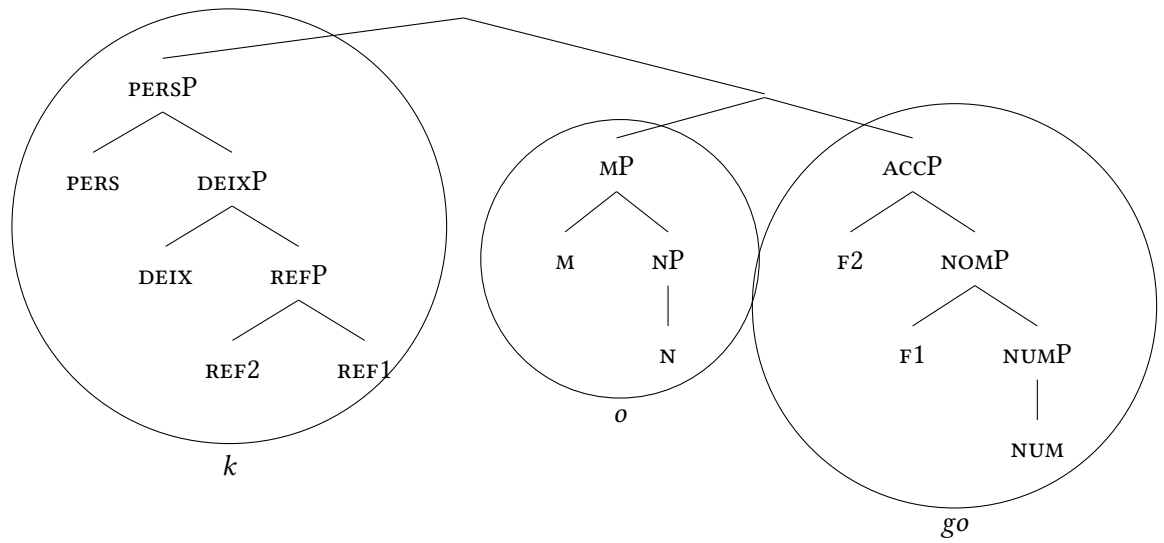 PERSP
PERS DEIXP
DEIX REFP
REF2 REF1
k
MP
M NP
N
o
ACCP
F2 NOMP
F1 NUMP
NUM
go